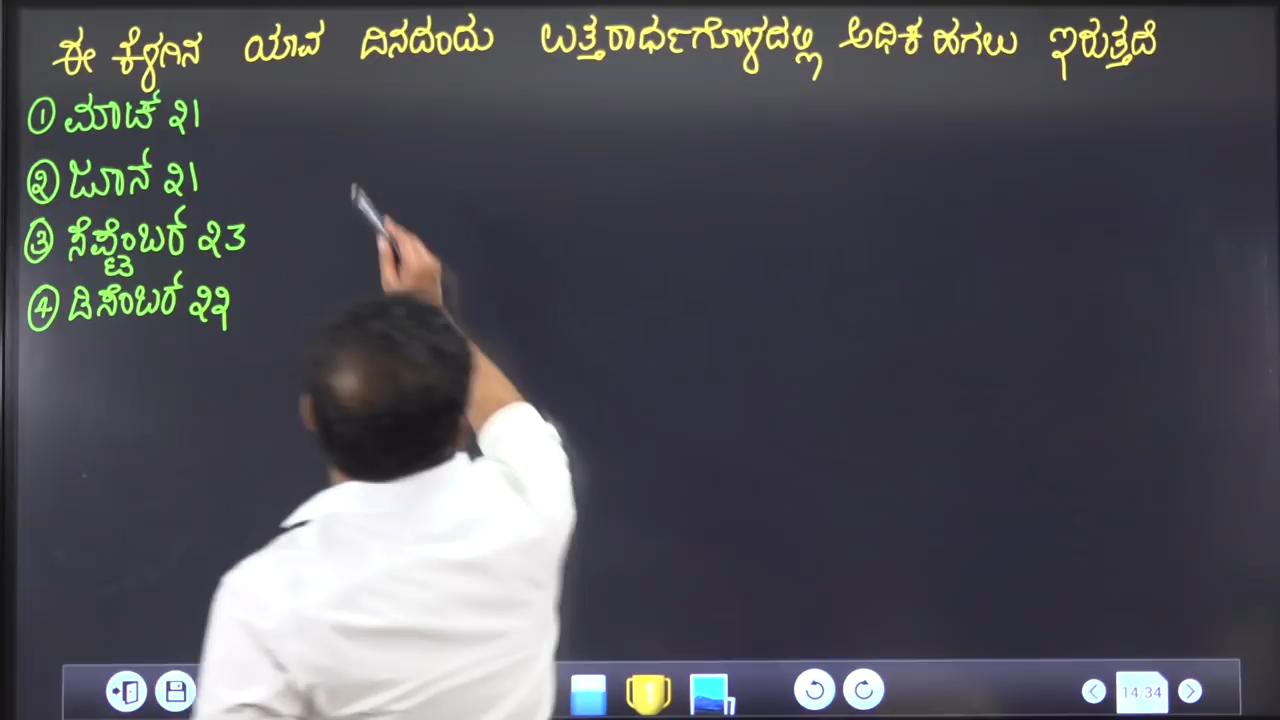 ಈ ಕೆಳಗಿನ ಯಾವ ದಿನದಂದು ಉತ್ತರಾರ್ಧಗೋಳದಲ್ಲಿ ಅಧಿಕ ಹಗಲು ಇರುತ್ತದೆ
① ಮಾರ್ಚ್ ೨೧
② ಜೂನ್ ೨೧
③ ಸೆಪ್ಟೆಂಬರ್ ೨೩
④ ಡಿಸೆಂಬರ್ ೨೨
14:34